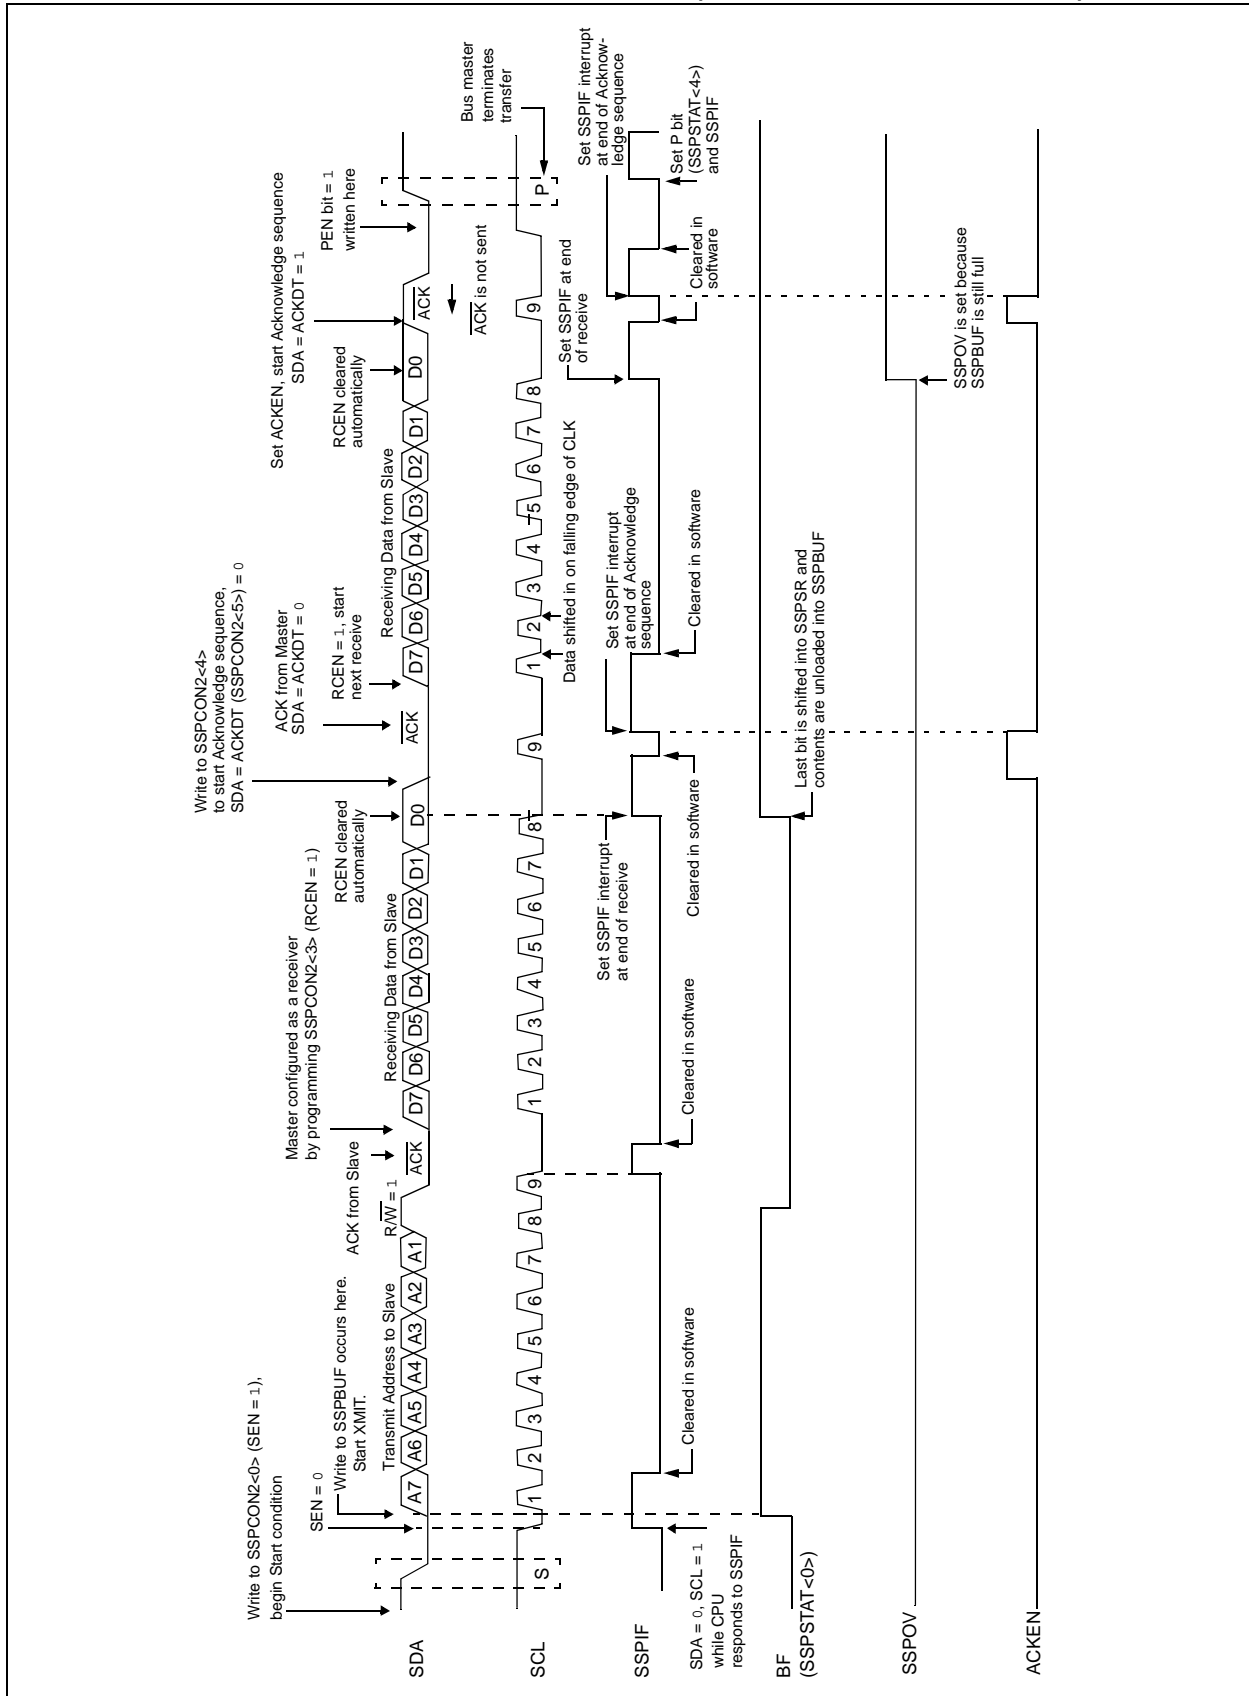 Write to SSPCON2<0> (SEN = 1),
begin Start condition
SEN = 0
Write to SSPBUF occurs here.
Start XMIT.
Transmit Address to Slave
ACK from Slave
R/W = 1
Master configured as a receiver
by programming SSPCON2<3> (RCEN = 1)
Receiving Data from Slave
RCEN cleared
automatically
Write to SSPCON2<4>
to start Acknowledge sequence,
SDA = ACKDT (SSPCON2<5>) = 0
ACK from Master
SDA = ACKDT = 0
RCEN = 1, start
next receive
Receiving Data from Slave
RCEN cleared
automatically
Set ACKEN, start Acknowledge sequence
SDA = ACKDT = 1
PEN bit = 1
written here
SDA
A7 A6 A5 A4 A3 A2 A1 ACK D7 D6 D5 D4 D3 D2 D1 D0 ACK D7 D6 D5 D4 D3 D2 D1 D0 ACK
ACK is not sent
Bus master
terminates
transfer
SCL
S 1 2 3 4 5 6 7 8 9 1 2 3 4 5 6 7 8 9 1 2 3 4 5 6 7 8 9 P
Data shifted in on falling edge of CLK
Set SSPIF interrupt
at end of receive
Set SSPIF interrupt
at end of Acknowledge
sequence
Set SSPIF at end
of receive
Set SSPIF interrupt
at end of Acknow-
ledge sequence
SSPIF
SDA = 0, SCL = 1
while CPU
responds to SSPIF
Cleared in software
Cleared in software
Cleared in software
Cleared in software
Cleared in
software
Set P bit
(SSPSTAT<4>)
and SSPIF
BF
(SSPSTAT<0>)
Last bit is shifted into SSPSR and
contents are unloaded into SSPBUF
SSPOV
SSPOV is set because
SSPBUF is still full
ACKEN